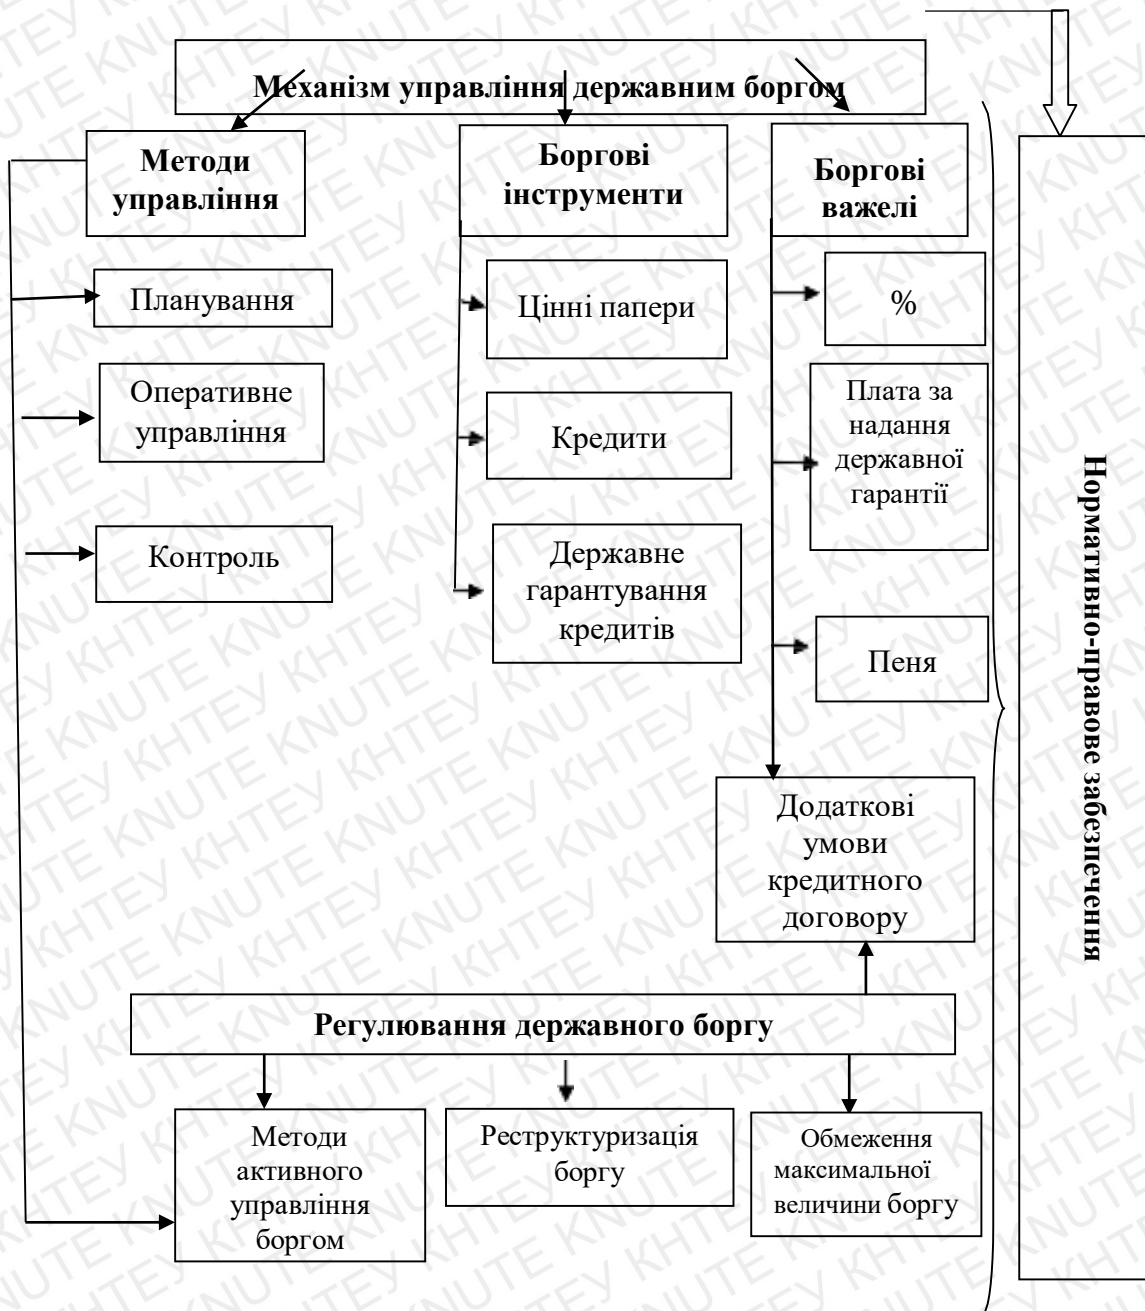 Механізм управління державним боргом
Методи
управління
Боргові
інструменти
Боргові
важелі
Планування
Оперативне
управління
Контроль
Цінні папери
Кредити
Державне
гарантування
кредитів
%
Плата за
надання
державної
гарантії
Пеня
Додаткові
умови
кредитного
договору
Нормативно-правове забезпечення
Регулювання державного боргу
Методи
активного
управління
боргом
Реструктуризація
боргу
Обмеження
максимальної
величини боргу
KNUTE КНТЕУ